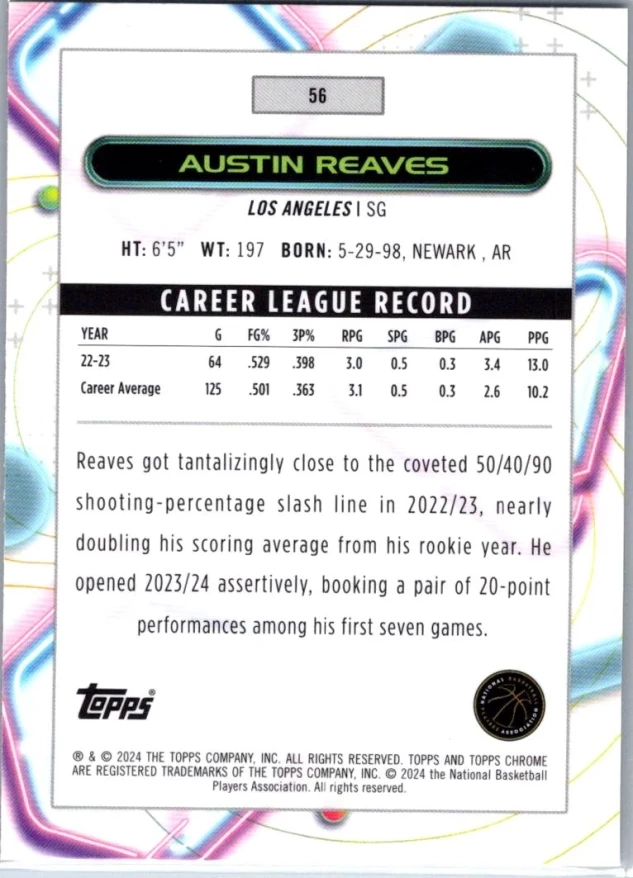 56
AUSTIN REAVES
LOS ANGELES | SG
HT: 6'5" WT: 197 BORN: 5-29-98, NEWARK , AR
CAREER LEAGUE RECORD
YEAR G FG% 3P% RPG SPG BPG APG PPG
22-23 64 .529 .398 3.0 0.5 0.3 3.4 13.0
Career Average 125 .501 .363 3.1 0.5 0.3 2.6 10.2
Reaves got tantalizingly close to the coveted 50/40/90
shooting-percentage slash line in 2022/23, nearly
doubling his scoring average from his rookie year. He
opened 2023/24 assertively, booking a pair of 20-point
performances among his first seven games.
Topps®
NATIONAL BASKETBALL PLAYERS ASSOCIATION
® & © 2024 THE TOPPS COMPANY, INC. ALL RIGHTS RESERVED. TOPPS AND TOPPS CHROME
ARE REGISTERED TRADEMARKS OF THE TOPPS COMPANY, INC. © 2024 the National Basketball
Players Association. All rights reserved.